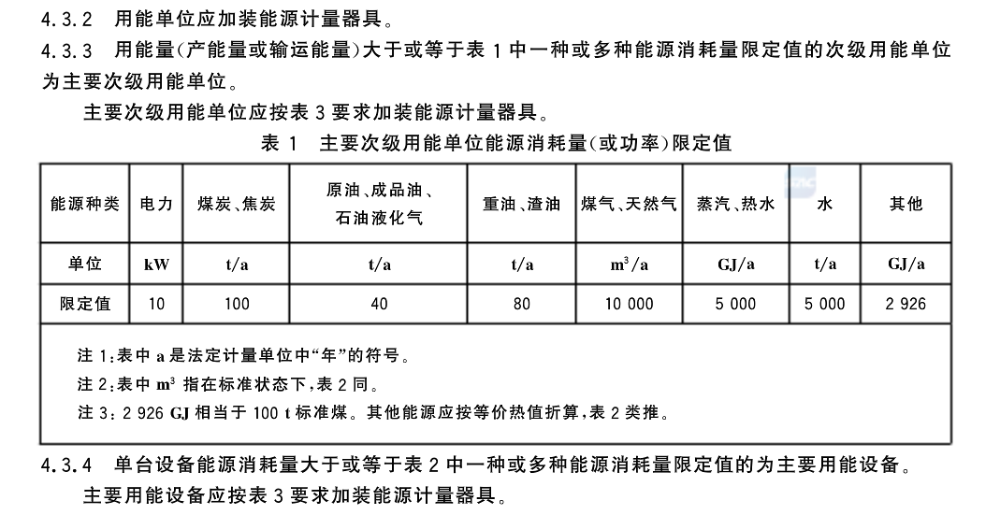 4.3.2 用能单位应加装能源计量器具。
4.3.3 用能量(产能量或输运能量)大于或等于表1中一种或多种能源消耗量限定值的次级用能单位
为主要次级用能单位。
主要次级用能单位应按表3要求加装能源计量器具。
表1 主要次级用能单位能源消耗量(或功率)限定值
能源种类 电力 煤炭、焦炭 原油、成品油、 重油、渣油 煤气、天然气 蒸汽、热水 水 其他
石油液化气
单位 kW t/a t/a t/a m³/a GJ/a t/a GJ/a
限定值 10 100 40 80 10 000 5 000 5 000 2 926
注1:表中a是法定计量单位中“年”的符号。
注2:表中m³指在标准状态下,表2同。
注3:2 926 GJ相当于100 t标准煤。其他能源应按等价热值折算,表2类推。
4.3.4 单台设备能源消耗量大于或等于表2中一种或多种能源消耗量限定值的为主要用能设备。
主要用能设备应按表3要求加装能源计量器具。